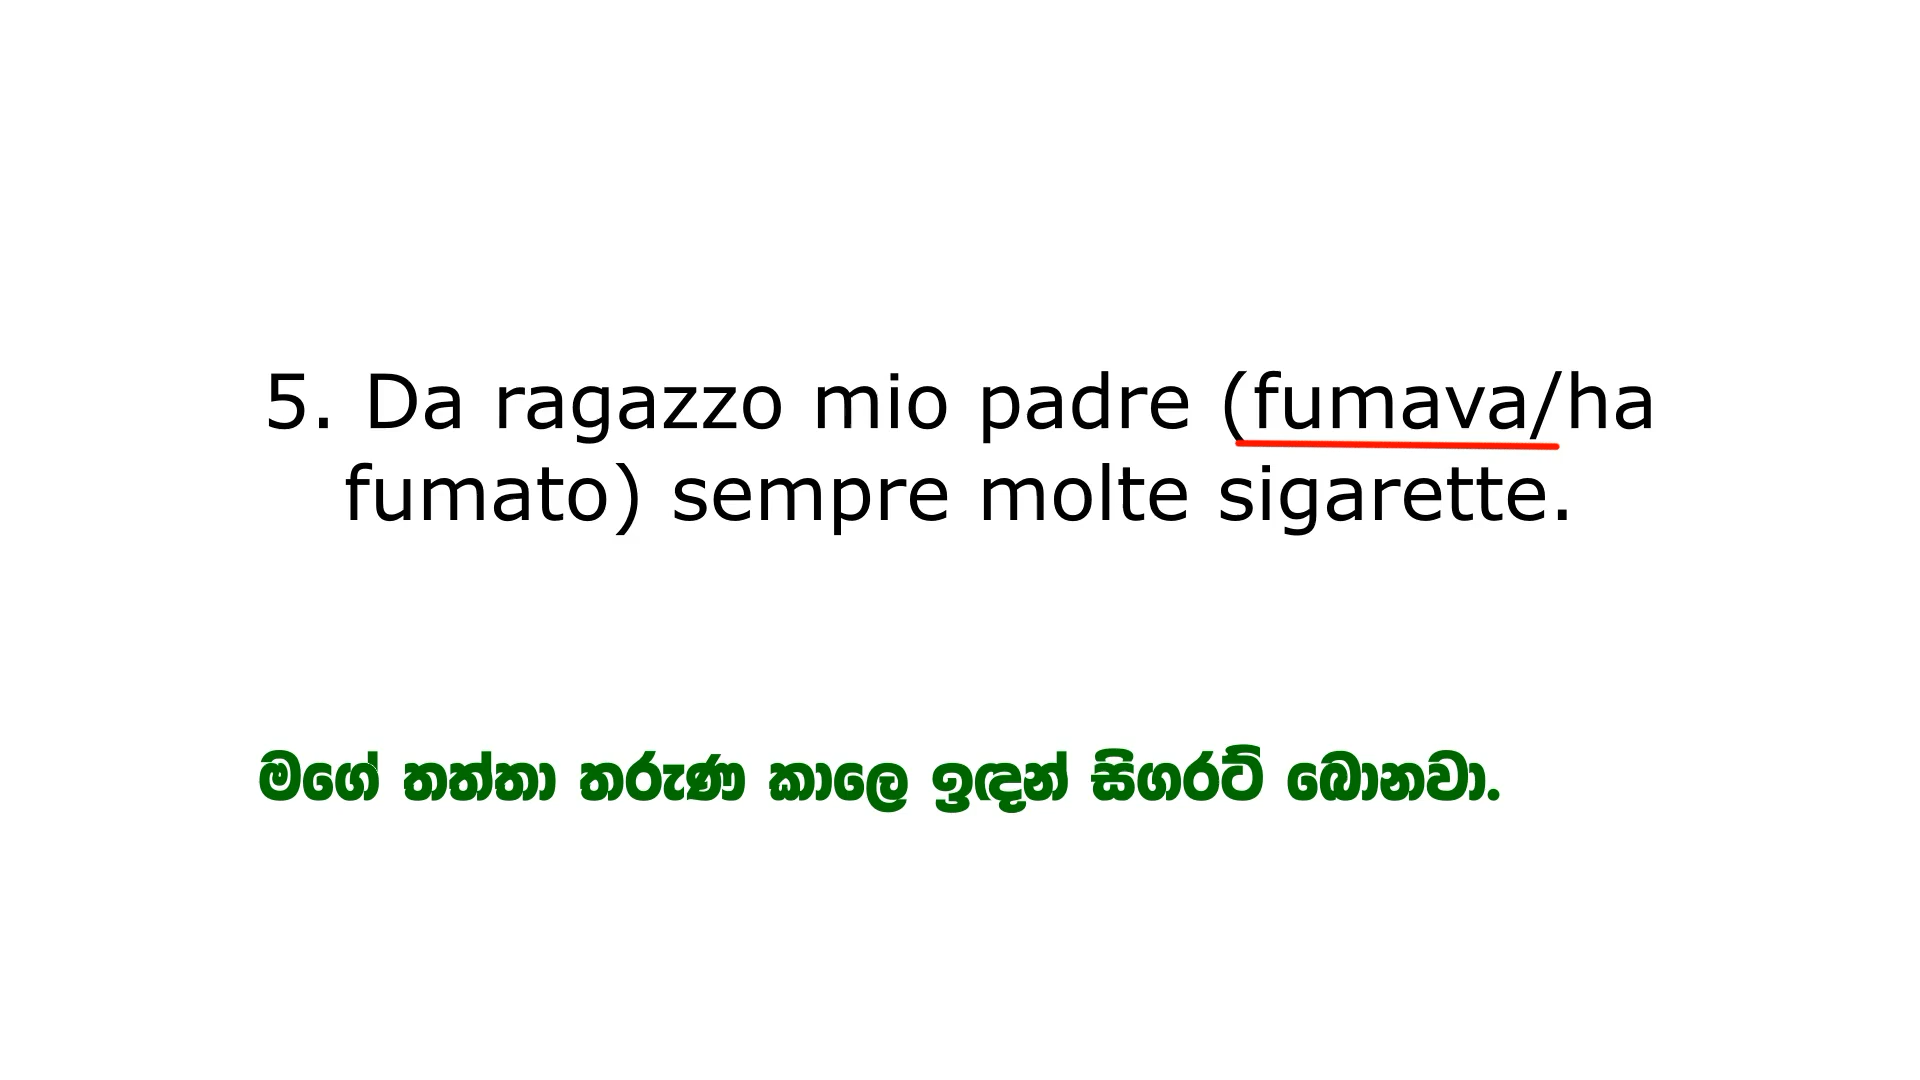 5. Da ragazzo mio padre (fumava/ha
fumato) sempre molte sigarette.
මගේ තත්තා තරුණ කාලෙ ඉඳන් සිගරට් බොනවා.